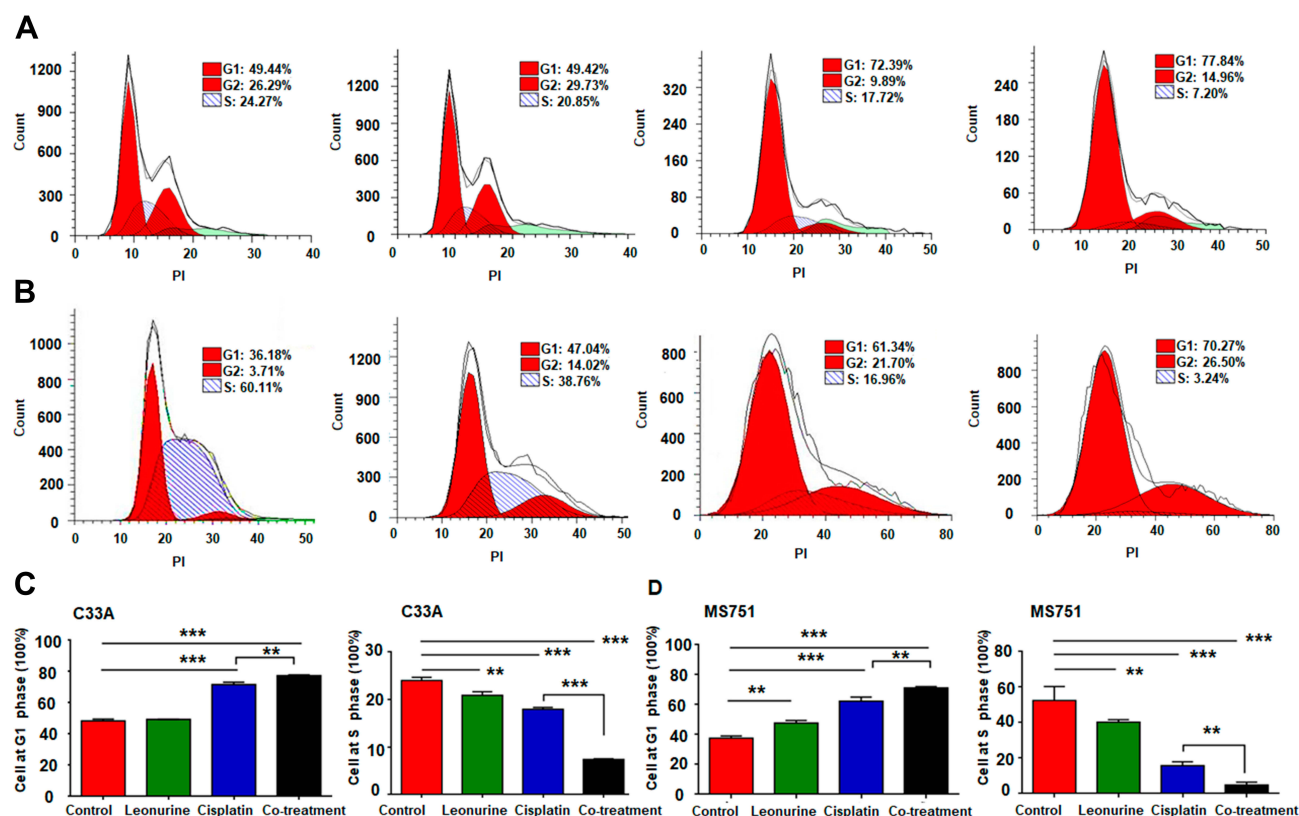 A
G1: 49.44%
G2: 26.29%
S: 24.27%
Count
1200
900
600
300
0
0 10 20 30 40
PI
G1: 49.42%
G2: 29.73%
S: 20.85%
Count
1200
900
600
300
0
0 10 20 30 40
PI
G1: 72.39%
G2: 9.89%
S: 17.72%
Count
320
240
160
80
0
0 10 20 30 40 50
PI
G1: 77.84%
G2: 14.96%
S: 7.20%
Count
240
180
120
60
0
0 10 20 30 40 50
PI
B
G1: 36.18%
G2: 3.71%
S: 60.11%
Count
1000
800
600
400
200
0
0 10 20 30 40 50
PI
G1: 47.04%
G2: 14.02%
S: 38.76%
Count
1200
900
600
300
0
0 10 20 30 40 50
PI
G1: 61.34%
G2: 21.70%
S: 16.96%
Count
800
600
400
200
0
0 20 40 60 80
PI
G1: 70.27%
G2: 26.50%
S: 3.24%
Count
800
600
400
200
0
0 20 40 60 80
PI
C
C33A
Cell at G1 phase (100%)
100
80
60
40
20
0
***
***
**
Control Leonurine Cisplatin Co-treatment
C33A
Cell at S phase (100%)
30
20
10
0
***
***
**
***
Control Leonurine Cisplatin Co-treatment
D
MS751
Cell at G1 phase (100%)
100
80
60
40
20
0
***
***
**
**
Control Leonurine Cisplatin Co-treatment
MS751
Cell at S phase (100%)
80
60
40
20
0
***
***
**
**
Control Leonurine Cisplatin Co-treatment